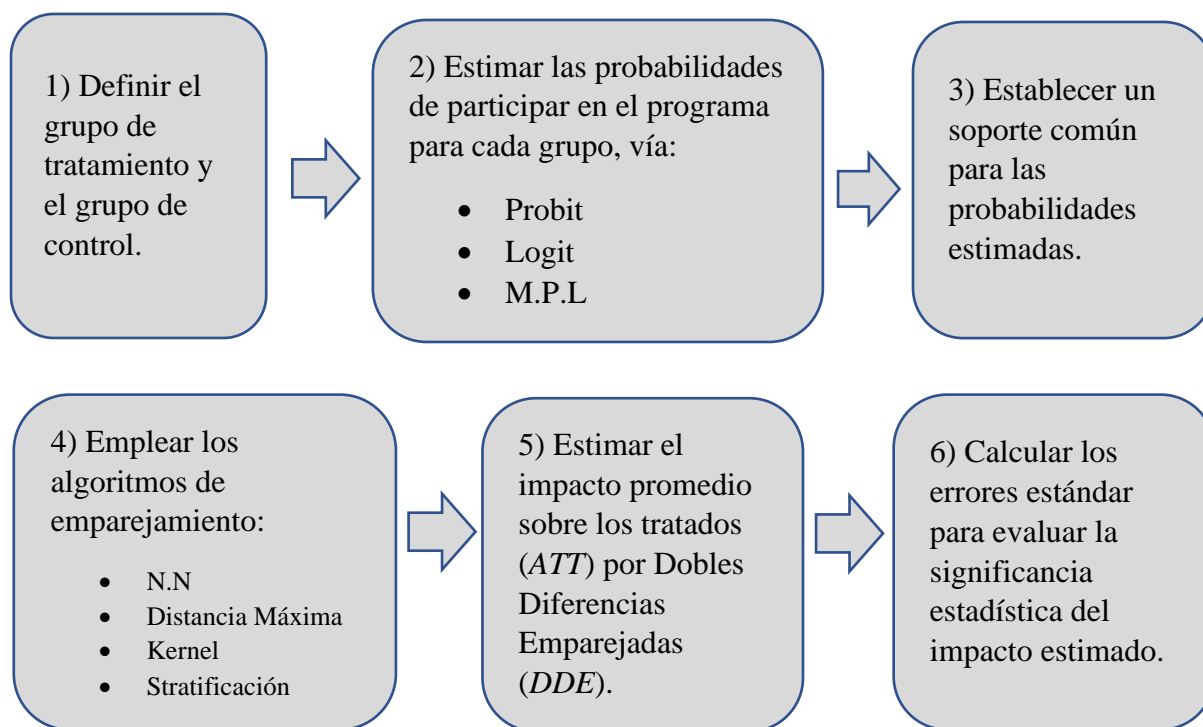 1) Definir el
grupo de
tratamiento y
el grupo de
control.
2) Estimar las probabilidades
de participar en el programa
para cada grupo, vía:
• Probit
• Logit
• M.P.L
3) Establecer un
soporte común
para las
probabilidades
estimadas.
4) Emplear los
algoritmos de
emparejamiento:
• N.N
• Distancia Máxima
• Kernel
• Stratificación
5) Estimar el
impacto promedio
sobre los tratados
(ATT) por Dobles
Diferencias
Emparejadas
(DDE).
6) Calcular los
errores estándar
para evaluar la
significancia
estadística del
impacto estimado.